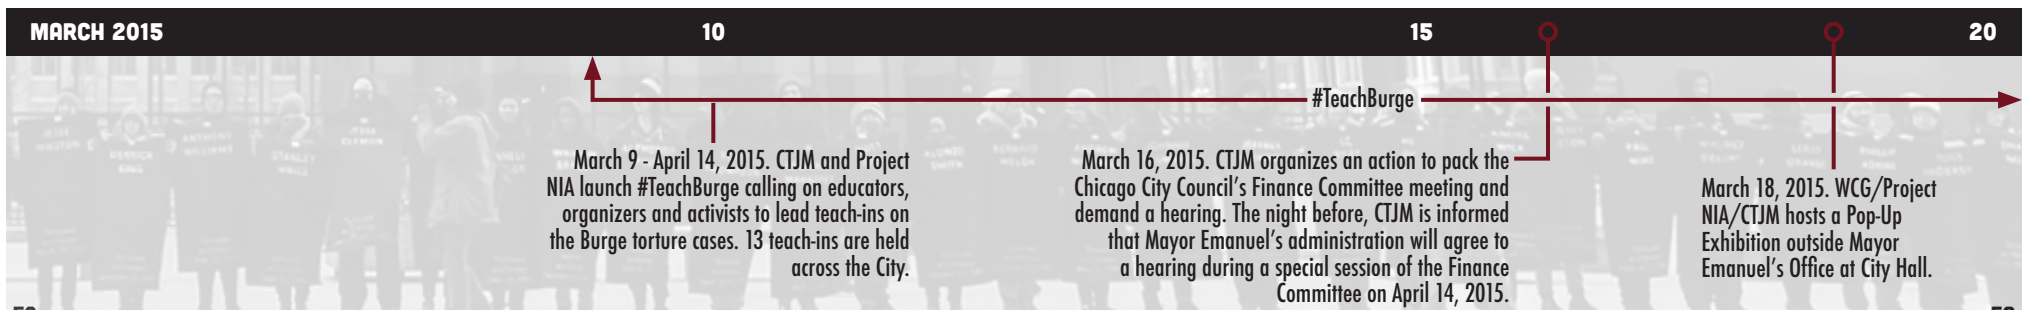 MARCH 2015
10
15
20
#TeachBurge
March 9 - April 14, 2015. CTJM and Project
NIA launch #TeachBurge calling on educators,
organizers and activists to lead teach-ins on
the Burge torture cases. 13 teach-ins are held
across the City.
March 16, 2015. CTJM organizes an action to pack the
Chicago City Council's Finance Committee meeting and
demand a hearing. The night before, CTJM is informed
that Mayor Emanuel's administration will agree to
a hearing during a special session of the Finance
Committee on April 14, 2015.
March 18, 2015. WCG/Project
NIA/CTJM hosts a Pop-Up
Exhibition outside Mayor
Emanuel's Office at City Hall.
ANTHONY
WILLIAMS
DERRICK
KING
STANLEY